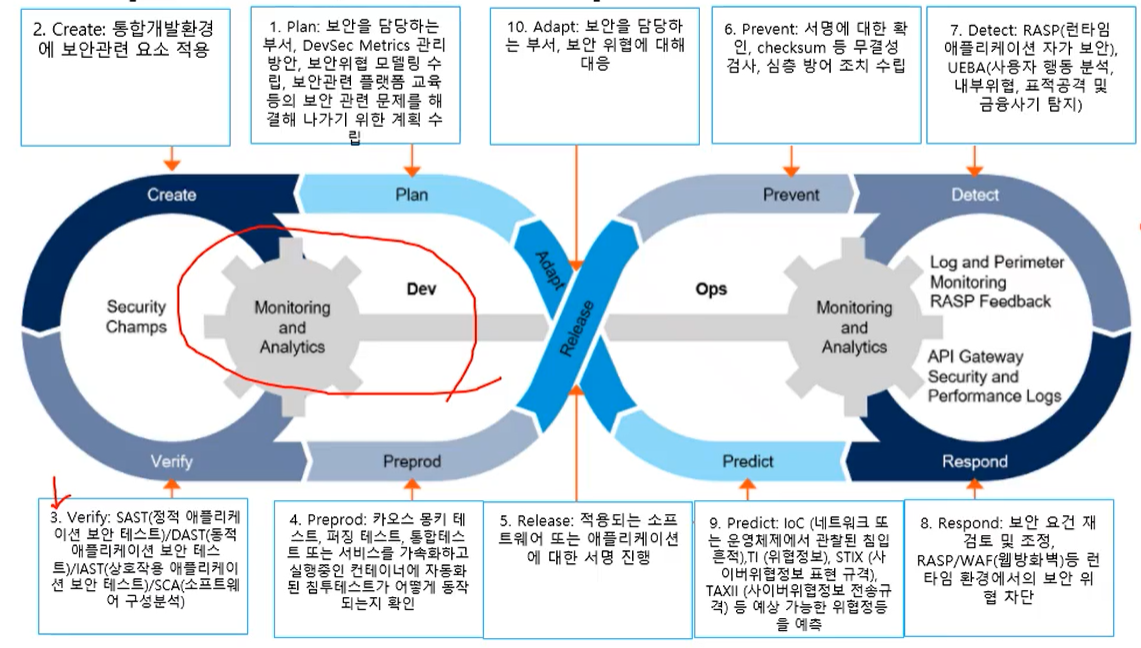 2. Create: 통합개발환경
에 보안관련 요소 적용
1. Plan: 보안을 담당하는
부서, DevSec Metrics 관리
방안, 보안위협 모델링 수
립, 보안관련 플랫폼 교육
등의 보안 관련 문제를 해
결해 나가기 위한 계획 수
립
10. Adapt: 보안을 담당하
는 부서, 보안 위협에 대해
대응
6. Prevent: 서명에 대한 확
인, checksum 등 무결성
검사, 심층 방어 조치 수립
7. Detect: RASP(런타임
애플리케이션 자가 보안),
UEBA(사용자 행동 분석,
내부위협, 표적공격 및
금융사기 탐지)
Create
Plan
Prevent
Detect
Adapt
Release
Security
Champs
Monitoring
and
Analytics
Dev
Ops
Monitoring
and
Analytics
Log and Perimeter
Monitoring
RASP Feedback
API Gateway
Security and
Performance Logs
Verify
Preprod
Predict
Respond
3. Verify: SAST(정적 애플리케
이션 보안 테스트)/DAST(동적
애플리케이션 보안 테스
트)/IAST(상호작용 애플리케이
션 보안 테스트)/SCA(소프트웨
어 구성분석)
4. Preprod: 카오스 몽키 테
스트, 퍼징 테스트, 통합테스
트 또는 서비스를 가속화하고
실행중인 컨테이너에 자동화
된 침투테스트가 어떻게 동작
되는지 확인
5. Release: 적용되는 소프
트웨어 또는 애플리케이션
에 대한 서명 진행
9. Predict: IoC (네트워크 또
는 운영체제에서 관찰된 침입
흔적),TI (위협정보), STIX (사
이버위협정보 표현 규격),
TAXII (사이버위협정보 전송규
격) 등 예상 가능한 위협정등
을 예측
8. Respond: 보안 요건 재
검토 및 조정,
RASP/WAF(웹방화벽)등 런
타임 환경에서의 보안 위
협 차단